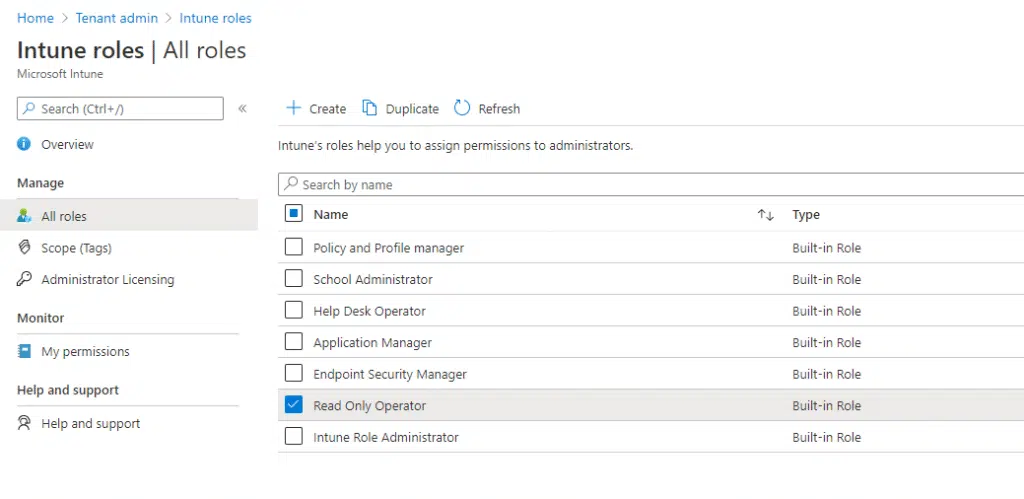 Home > Tenant admin > Intune roles
Intune roles | All roles
Microsoft Intune
Search (Ctrl+/)
«
Overview
Manage
All roles
Scope (Tags)
Administrator Licensing
Monitor
My permissions
Help and support
Help and support
Create Duplicate Refresh
Intune's roles help you to assign permissions to administrators.
Search by name
Name Type
Policy and Profile manager Built-in Role
School Administrator Built-in Role
Help Desk Operator Built-in Role
Application Manager Built-in Role
Endpoint Security Manager Built-in Role
Read Only Operator Built-in Role
Intune Role Administrator Built-in Role